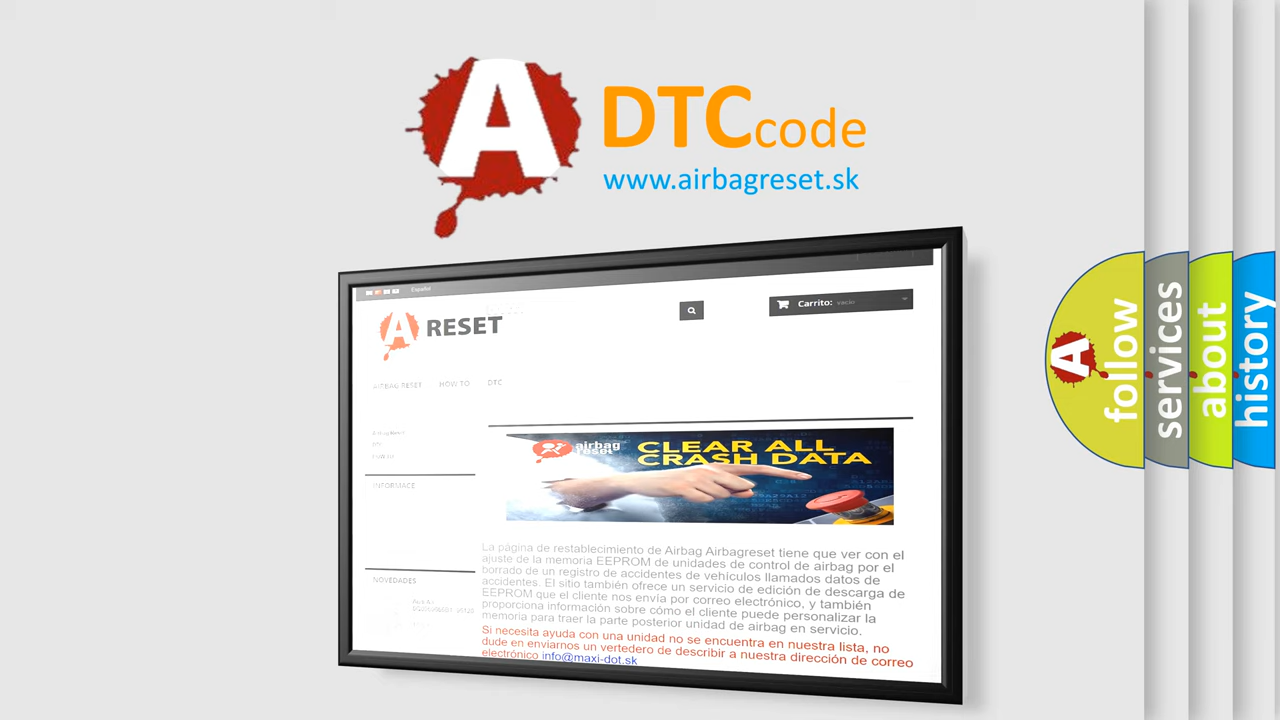 A DTC code
www.airbagreset.sk
Español
A RESET
Carrito: vacío
AIRBAG RESET HOW TO DTC
airbag reset
CLEAR ALL
CRASH DATA
INFORMACE
NOVEDADES
La página de restablecimiento de Airbag Airbagreset tiene que ver con el
ajuste de la memoria EEPROM de unidades de control de airbag por el
borrado de un registro de accidentes de vehículos llamados datos de
accidentes. El sitio también ofrece un servicio de edición de descarga de
EEPROM que el cliente nos envía por correo electrónico, y también
proporciona información sobre cómo el cliente puede personalizar la
memoria para traer la parte posterior unidad de airbag en servicio.
Si necesita ayuda con una unidad no se encuentra en nuestra lista, no
dude en enviarnos un vertedero de describir a nuestra dirección de correo
electrónico info@maxi-dot.sk
A
follow
services
about
history